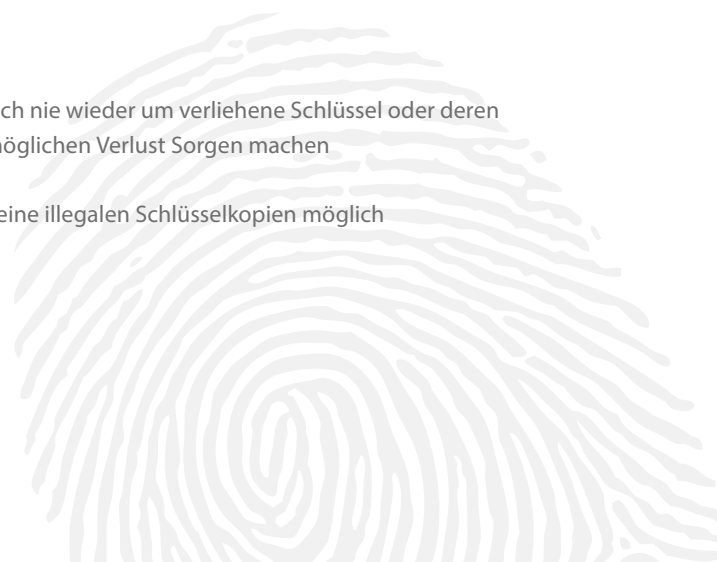 ch nie wieder um verliehene Schlüssel oder deren
möglichen Verlust Sorgen machen
eine illegalen Schlüsselkopien möglich